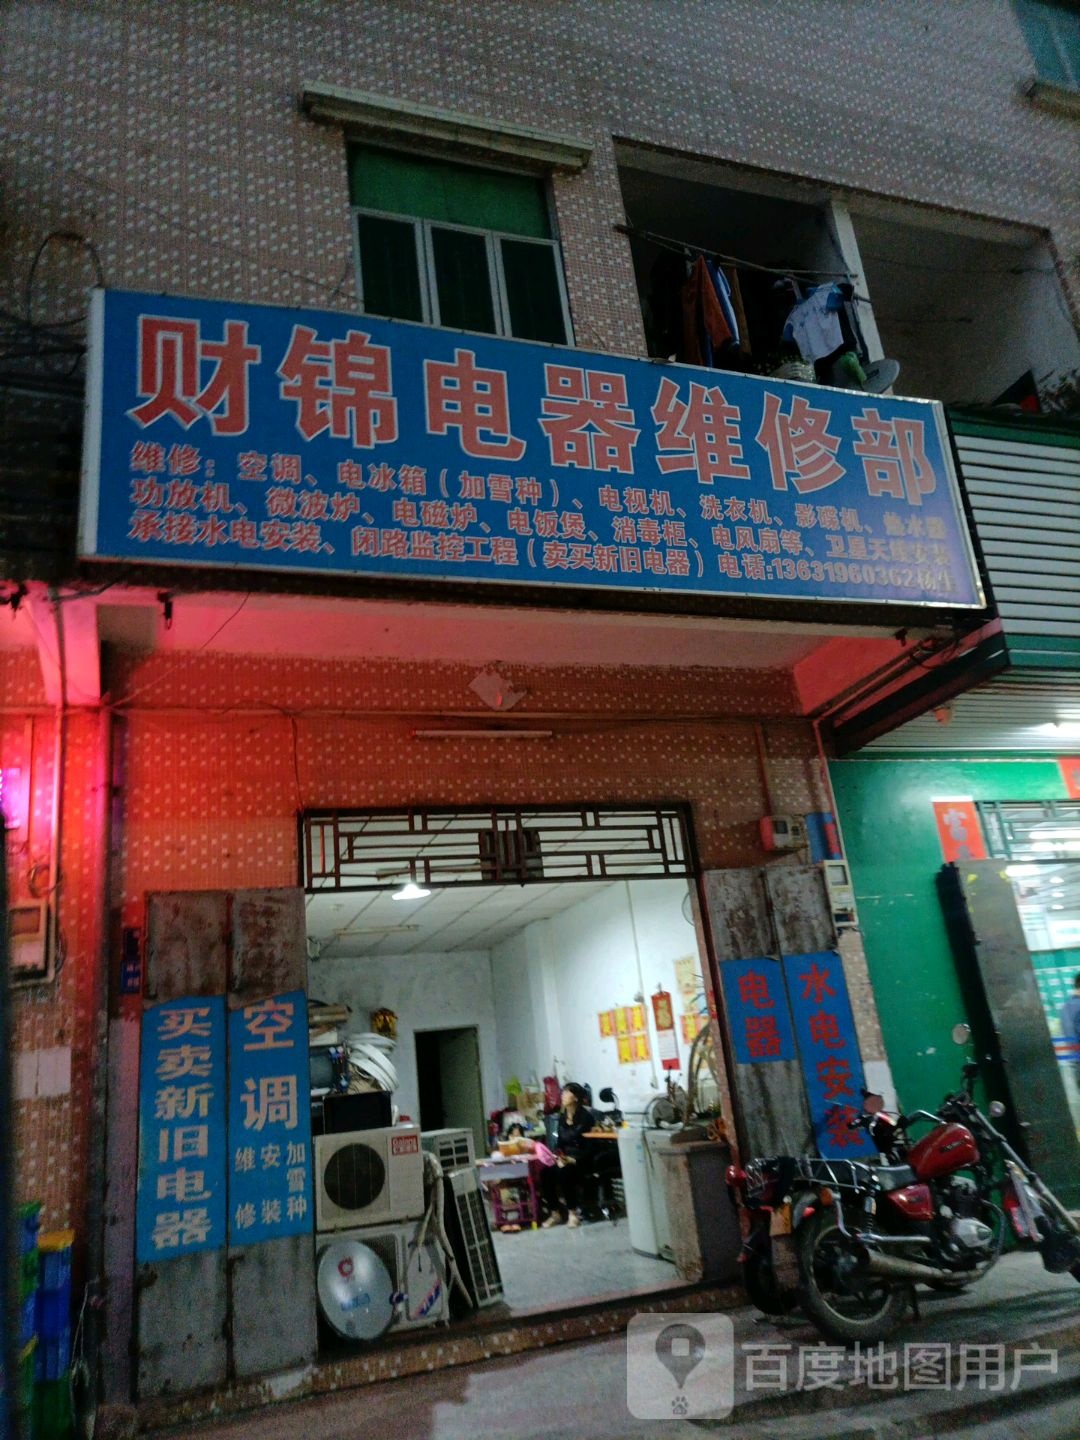 财锦电器维修部
维修：空调、电冰箱（加雪种）、电视机、洗衣机、影碟机、热水器
功放机、微波炉、电磁炉、电饭煲、消毒柜、电风扇等、卫星天线安装
承接水电安装、闭路监控工程（卖买新旧电器）电话:13631960362杨生
买卖新旧电器
空调
维修
安装
加雪种
电器
水电安装
百度地图用户